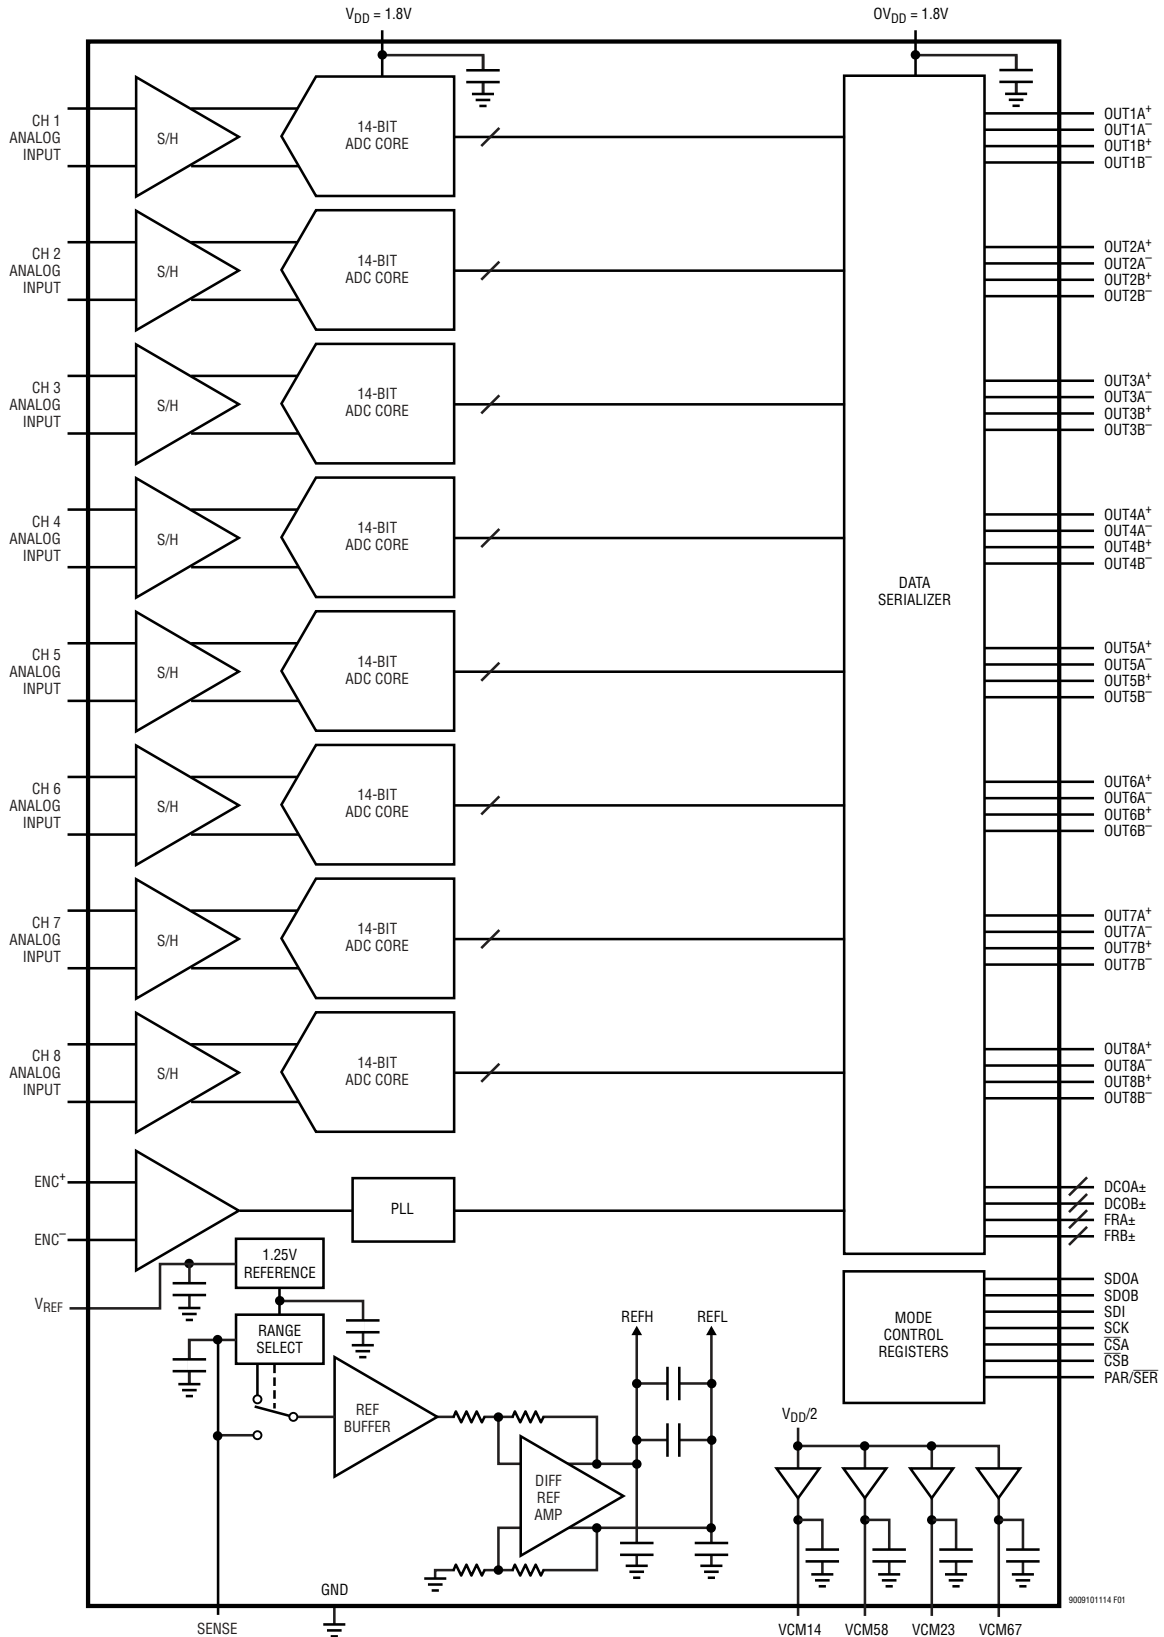 VDD = 1.8V
OVDD = 1.8V
CH 1
ANALOG
INPUT
S/H
14-BIT
ADC CORE
OUT1A+
OUT1A–
OUT1B+
OUT1B–
CH 2
ANALOG
INPUT
S/H
14-BIT
ADC CORE
OUT2A+
OUT2A–
OUT2B+
OUT2B–
CH 3
ANALOG
INPUT
S/H
14-BIT
ADC CORE
OUT3A+
OUT3A–
OUT3B+
OUT3B–
CH 4
ANALOG
INPUT
S/H
14-BIT
ADC CORE
OUT4A+
OUT4A–
OUT4B+
OUT4B–
DATA
SERIALIZER
CH 5
ANALOG
INPUT
S/H
14-BIT
ADC CORE
OUT5A+
OUT5A–
OUT5B+
OUT5B–
CH 6
ANALOG
INPUT
S/H
14-BIT
ADC CORE
OUT6A+
OUT6A–
OUT6B+
OUT6B–
CH 7
ANALOG
INPUT
S/H
14-BIT
ADC CORE
OUT7A+
OUT7A–
OUT7B+
OUT7B–
CH 8
ANALOG
INPUT
S/H
14-BIT
ADC CORE
OUT8A+
OUT8A–
OUT8B+
OUT8B–
ENC+
ENC–
PLL
DCOA±
DCOB±
FRA±
FRB±
1.25V
REFERENCE
VREF
RANGE
SELECT
REFH
REFL
MODE
CONTROL
REGISTERS
SDOA
SDOB
SDI
SCK
CSA
CSB
PAR/SER
REF
BUFFER
DIFF
REF
AMP
VDD/2
GND
SENSE
VCM14
VCM58
VCM23
VCM67
9009101114 F01